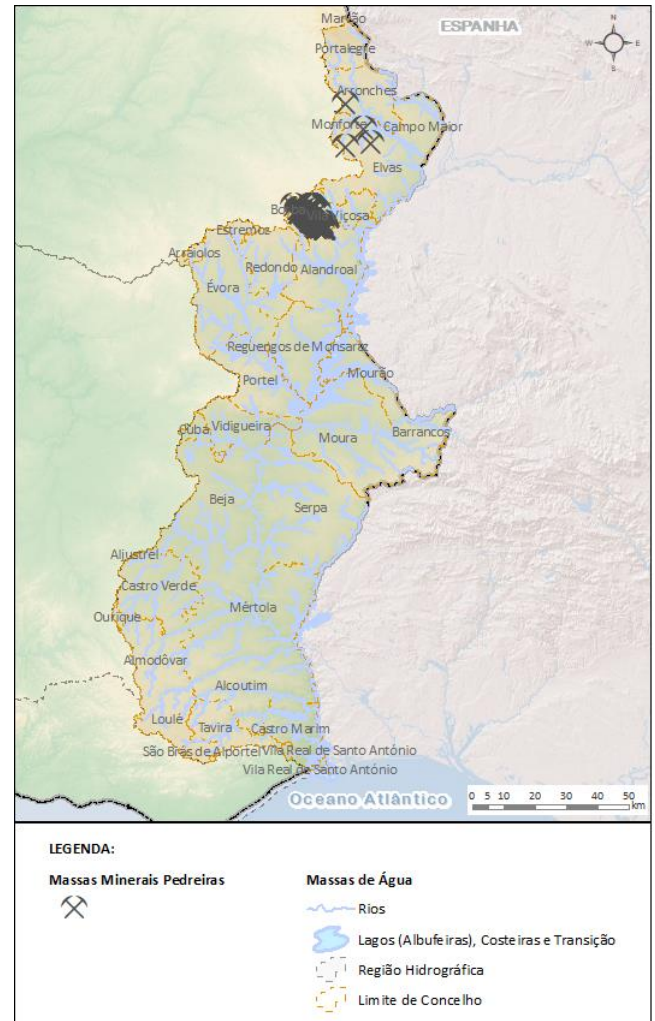 Marvão
ESPANHA
N
W E
S
Portalegre
Arronches
Monforte
Campo Maior
Elvas
Borba
Vila Viçosa
Estremoz
Arraiolos
Redondo
Alandroal
Évora
Reguengos de Monsaraz
Mourão
Portel
Cuba
Vidigueira
Moura
Barrancos
Beja
Serpa
Aljustrel
Castro Verde
Ourique
Mértola
Almodôvar
Alcoutim
Loulé
Tavira
Castro Marim
São Brás de Alportel
Vila Real de Santo António
Vila Real de Santo António
Oceano Atlântico
0 5 10 20 30 40 50
km
LEGENDA:
Massas Minerais Pedreiras
Massas de Água
Rios
Lagos (Albufeiras), Costeiras e Transição
Região Hidrográfica
Limite de Concelho